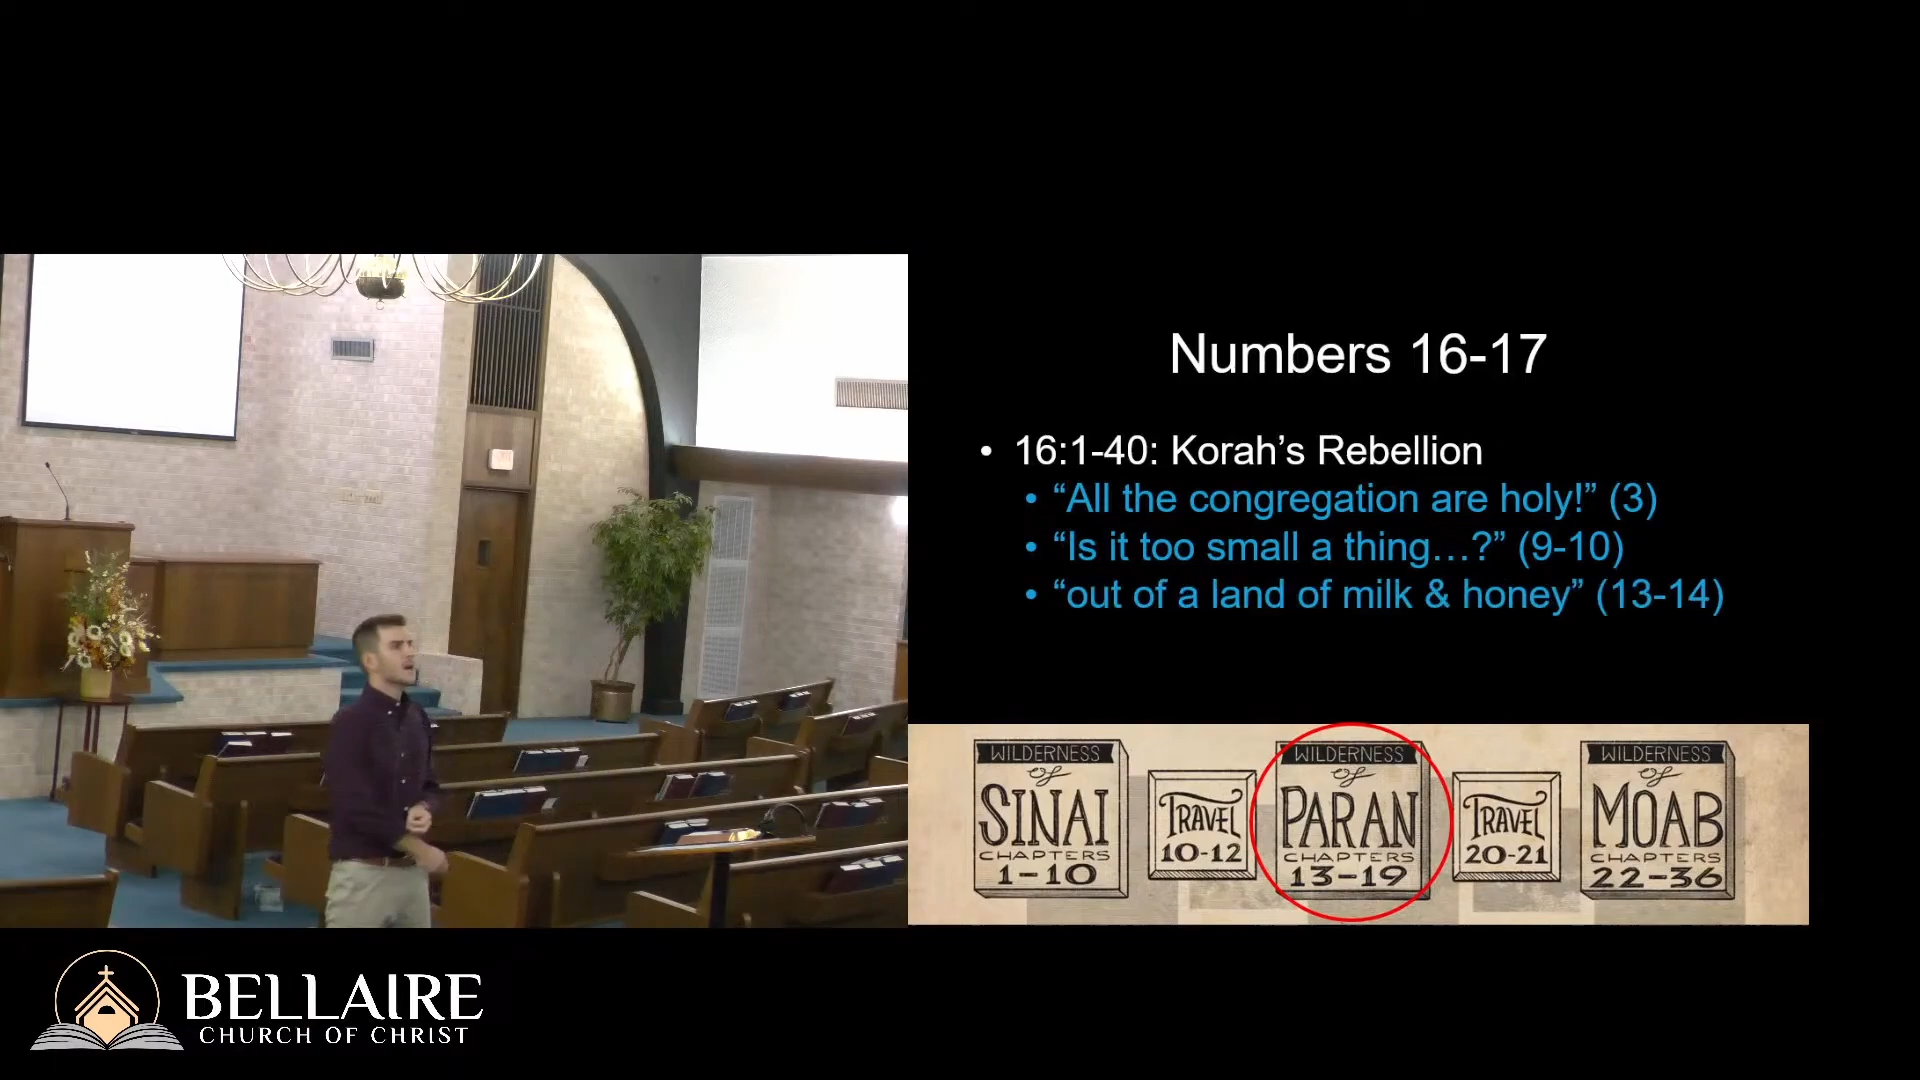 Numbers 16-17
• 16:1-40: Korah’s Rebellion
• “All the congregation are holy!” (3)
• “Is it too small a thing…?” (9-10)
• “out of a land of milk & honey” (13-14)
WILDERNESS
of
SINAI
CHAPTERS
1-10
TRAVEL
10-12
WILDERNESS
of
PARAN
CHAPTERS
13-19
TRAVEL
20-21
WILDERNESS
of
MOAB
CHAPTERS
22-36
BELLAIRE
CHURCH OF CHRIST